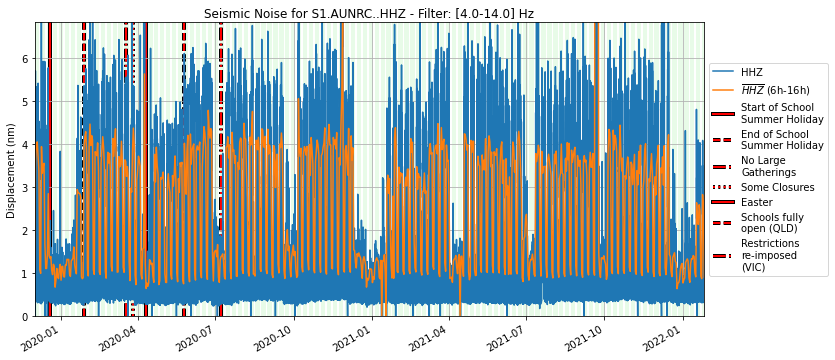 Seismic Noise for S1.AUNRC..HHZ - Filter: [4.0-14.0] Hz
Displacement (nm)
6
5
4
3
2
1
0
2020-01
2020-04
2020-07
2020-10
2021-01
2021-04
2021-07
2021-10
2022-01
HHZ
HHZ (6h-16h)
Start of School
Summer Holiday
End of School
Summer Holiday
No Large
Gatherings
Some Closures
Easter
Schools fully
open (QLD)
Restrictions
re-imposed
(VIC)